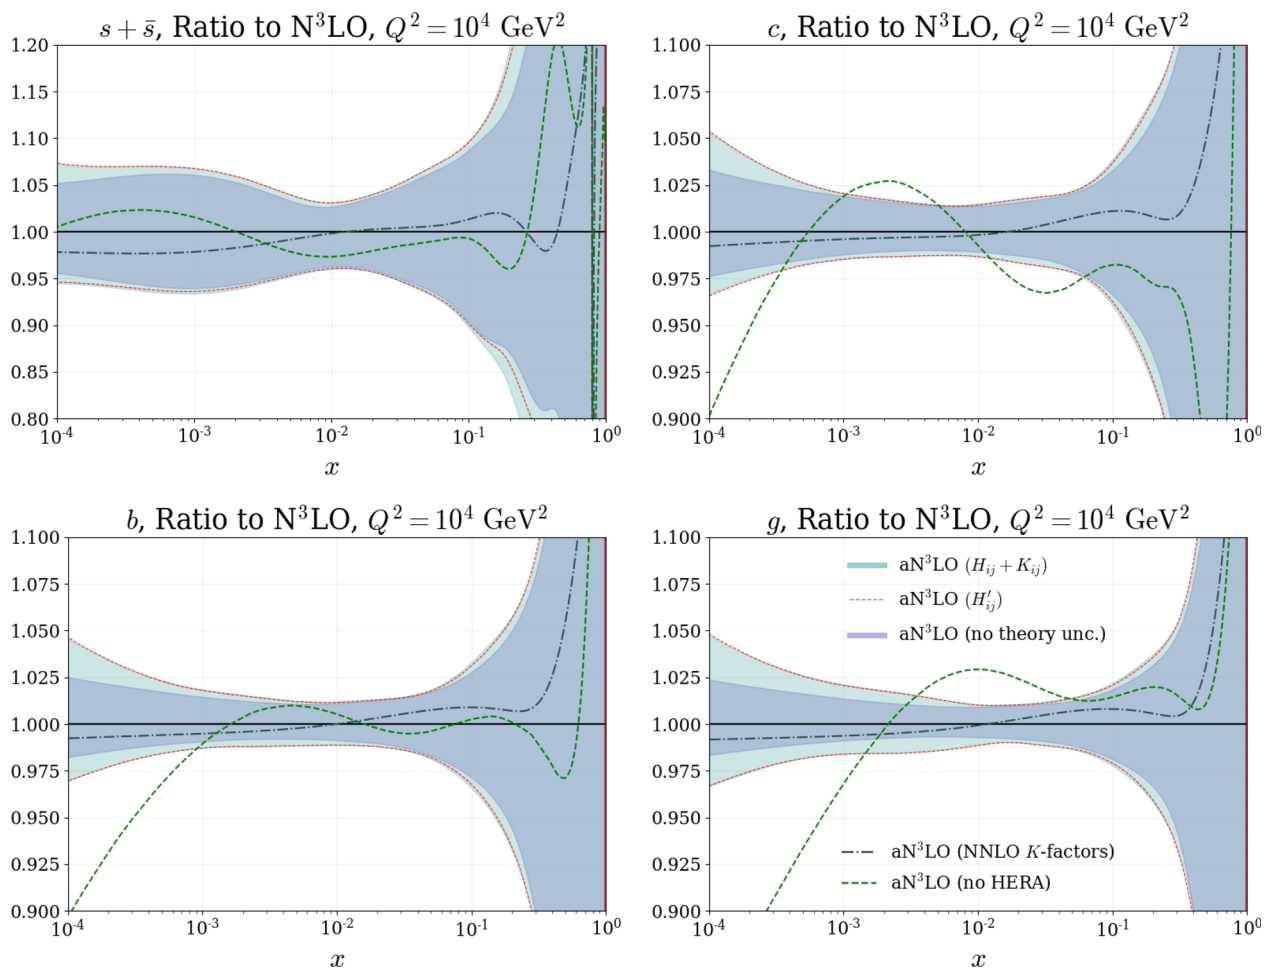 s + s̄, Ratio to N³LO, Q² = 10⁴ GeV²
1.20
1.15
1.10
1.05
1.00
0.95
0.90
0.85
0.80
10⁻⁴ 10⁻³ 10⁻² 10⁻¹ 10⁰
x
c, Ratio to N³LO, Q² = 10⁴ GeV²
1.100
1.075
1.050
1.025
1.000
0.975
0.950
0.925
0.900
10⁻⁴ 10⁻³ 10⁻² 10⁻¹ 10⁰
x
b, Ratio to N³LO, Q² = 10⁴ GeV²
1.100
1.075
1.050
1.025
1.000
0.975
0.950
0.925
0.900
10⁻⁴ 10⁻³ 10⁻² 10⁻¹ 10⁰
x
g, Ratio to N³LO, Q² = 10⁴ GeV²
1.100
1.075
1.050
1.025
1.000
0.975
0.950
0.925
0.900
aN³LO (Hᵢⱼ + Kᵢⱼ)
aN³LO (H′ᵢⱼ)
aN³LO (no theory unc.)
aN³LO (NNLO K-factors)
aN³LO (no HERA)
10⁻⁴ 10⁻³ 10⁻² 10⁻¹ 10⁰
x